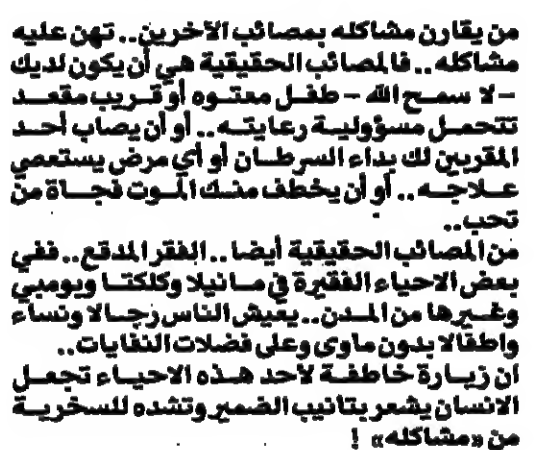 من يقارن مشاكله بمصائب الآخرين.. تهن عليه
مشاكله.. فالمصائب الحقيقية هي أن يكون لديك
– لا سمح الله – طفل معتوه أو قريب مقعد
تتحمل مسؤولية رعايته.. أو أن يصاب أحد
المقربين لك بداء السرطان أو أي مرض يستعصي
علاجه.. أو أن يخطف منك الموت فجأة من
تحب..
من المصائب الحقيقية أيضا.. الفقر المدقع.. ففي
بعض الاحياء الفقيرة في مانيلا وكلكتا وبومبي
وغيرها من المدن.. يعيش الناس رجالا ونساء
واطفالا بدون ماوى وعلى فضلات النفايات..
ان زيارة خاطفة لأحد هذه الاحياء تجعل
الانسان يشعر بتانيب الضمير وتشده للسخرية
من «مشاكله» !